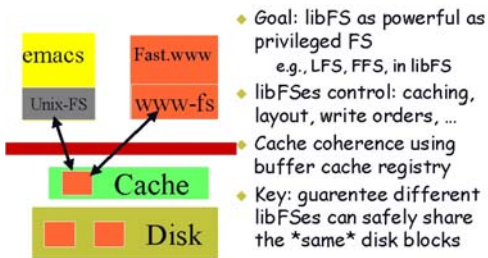 emacs
Fast.www
Unix-FS
www-fs
Cache
Disk
Goal: libFS as powerful as
privileged FS
e.g., LFS, FFS, in libFS
libFSes control: caching,
layout, write orders, ...
Cache coherence using
buffer cache registry
Key: guarentee different
libFSes can safely share
the *same* disk blocks